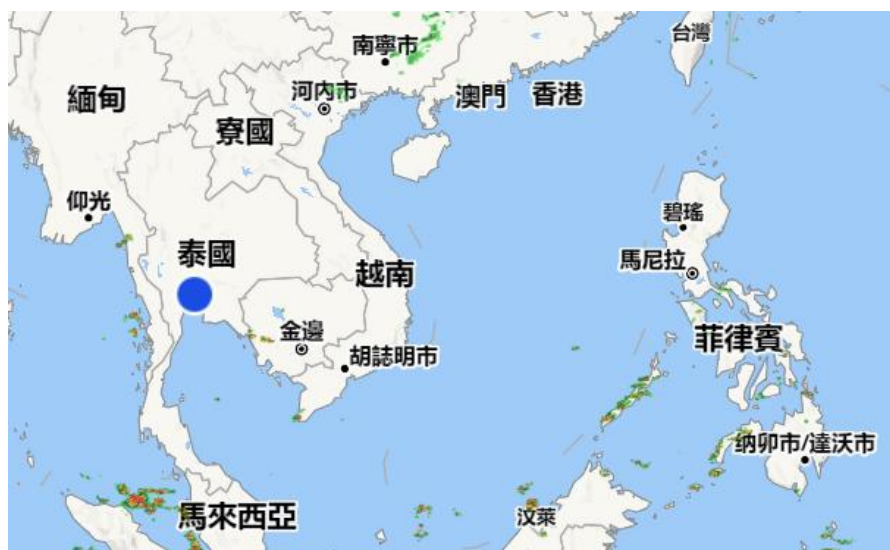 台灣
南寧市
河內市
澳門
香港
緬甸
寮國
仰光
碧瑤
泰國
馬尼拉
越南
金邊
菲律賓
胡誌明市
纳卯市/達沃市
馬來西亞
汶萊